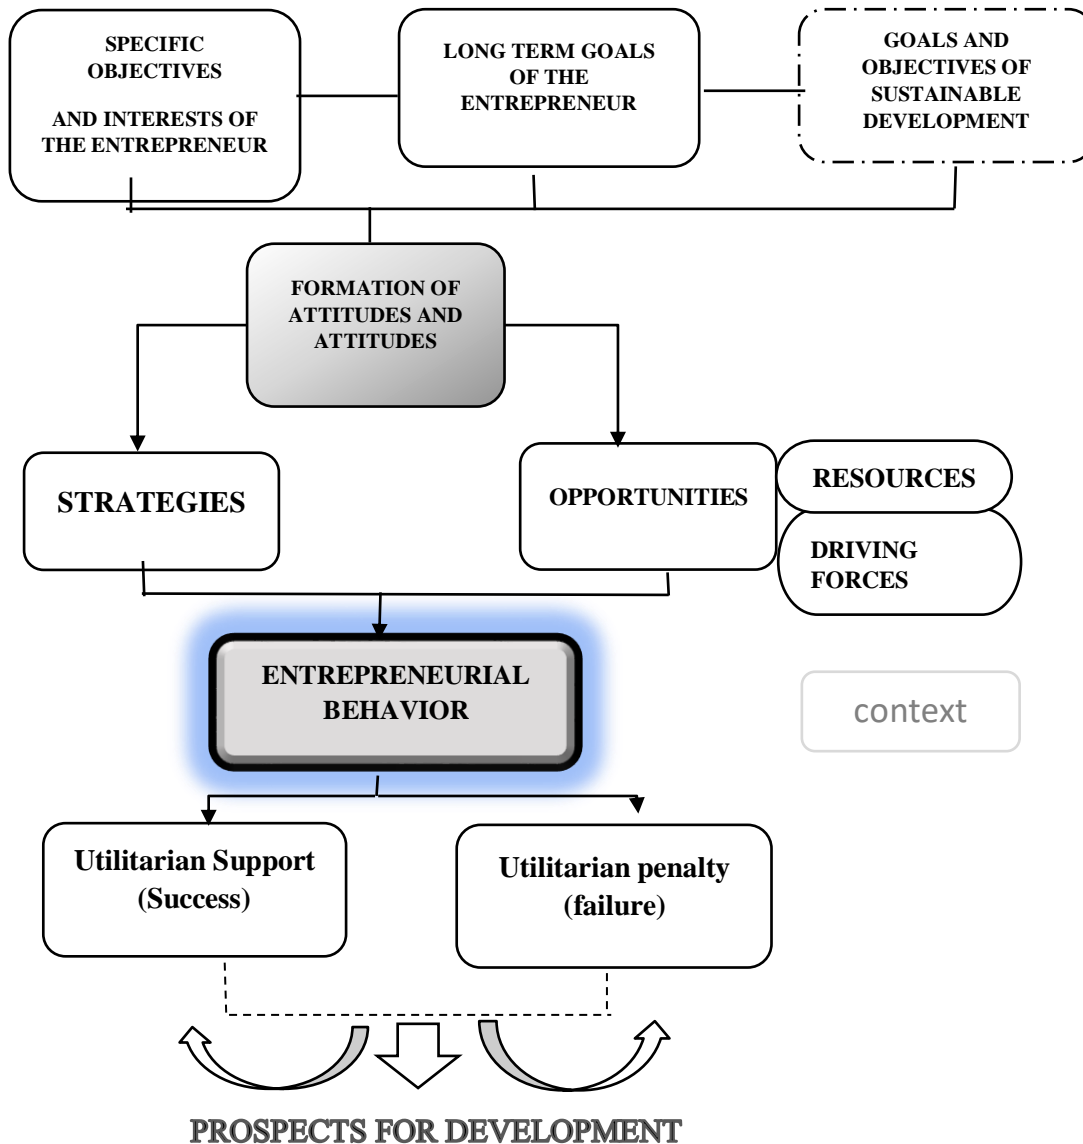 SPECIFIC
OBJECTIVES
AND INTERESTS OF
THE ENTREPRENEUR
LONG TERM GOALS
OF THE
ENTREPRENEUR
GOALS AND
OBJECTIVES OF
SUSTAINABLE
DEVELOPMENT
FORMATION OF
ATTITUDES AND
ATTITUDES
STRATEGIES
OPPORTUNITIES
RESOURCES
DRIVING
FORCES
ENTREPRENEURIAL
BEHAVIOR
context
Utilitarian Support
(Success)
Utilitarian penalty
(failure)
PROSPECTS FOR DEVELOPMENT